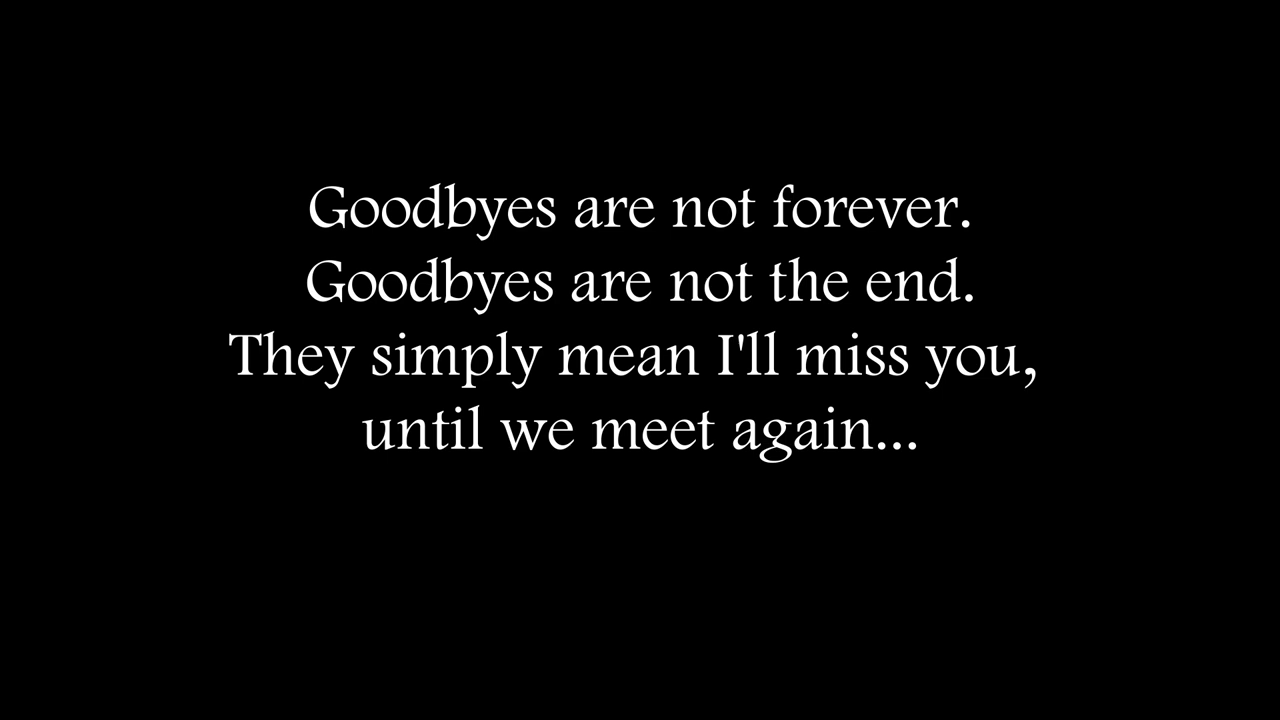 Goodbyes are not forever.
Goodbyes are not the end.
They simply mean I'll miss you,
until we meet again...